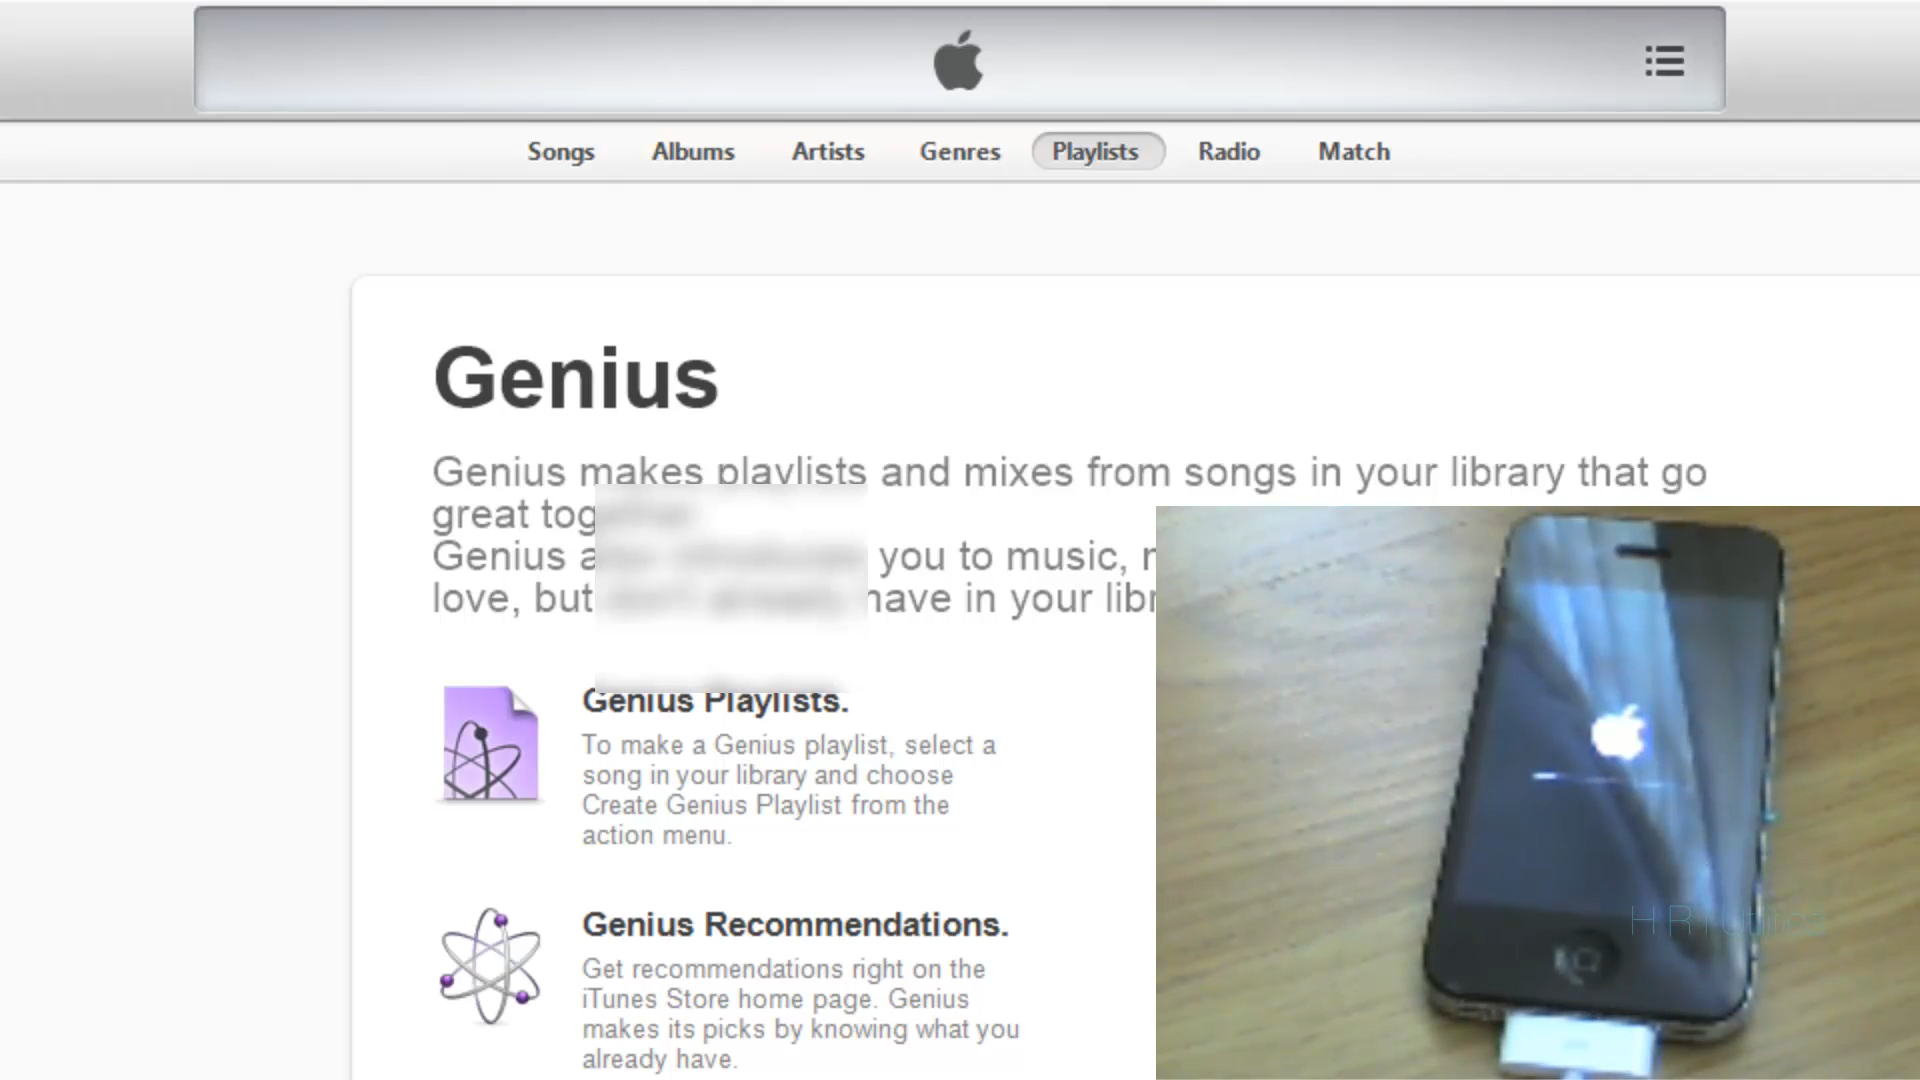 Songs Albums Artists Genres Playlists Radio Match
Genius
Genius makes playlists and mixes from songs in your library that go
great tog
Genius a you to music,
love, but have in your libr
Genius Playlists.
To make a Genius playlist, select a
song in your library and choose
Create Genius Playlist from the
action menu.
Genius Recommendations.
Get recommendations right on the
iTunes Store home page. Genius
makes its picks by knowing what you
already have.